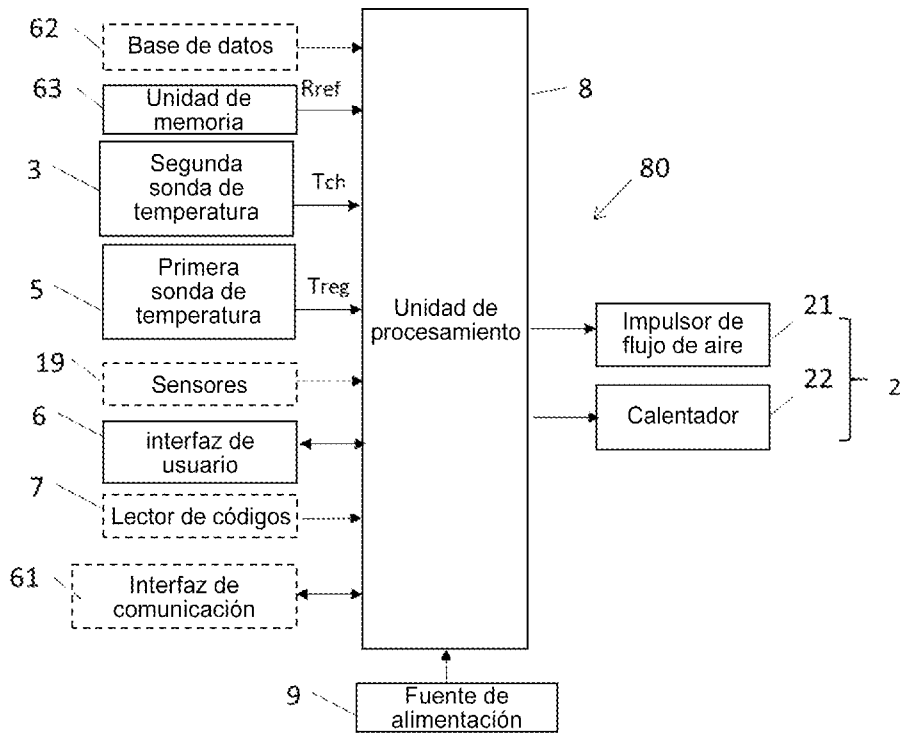 62
Base de datos
63
Unidad de
memoria
Rref
8
3
Segunda
sonda de
temperatura
Tch
80
5
Primera
sonda de
temperatura
Treg
Unidad de
procesamiento
Impulsor de
flujo de aire
21
19
Sensores
Calentador
22
2
6
interfaz de
usuario
7
Lector de códigos
61
Interfaz de
comunicación
9
Fuente de
alimentación